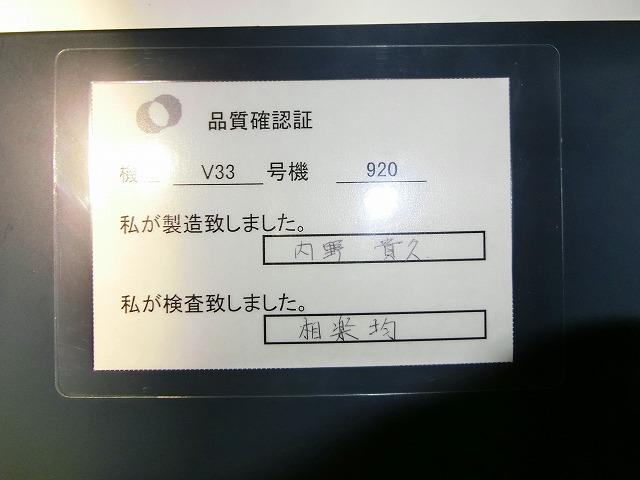 品質確認証
機 V33 号機 920
私が製造致しました。
内野 貴久
私が検査致しました。
相楽均